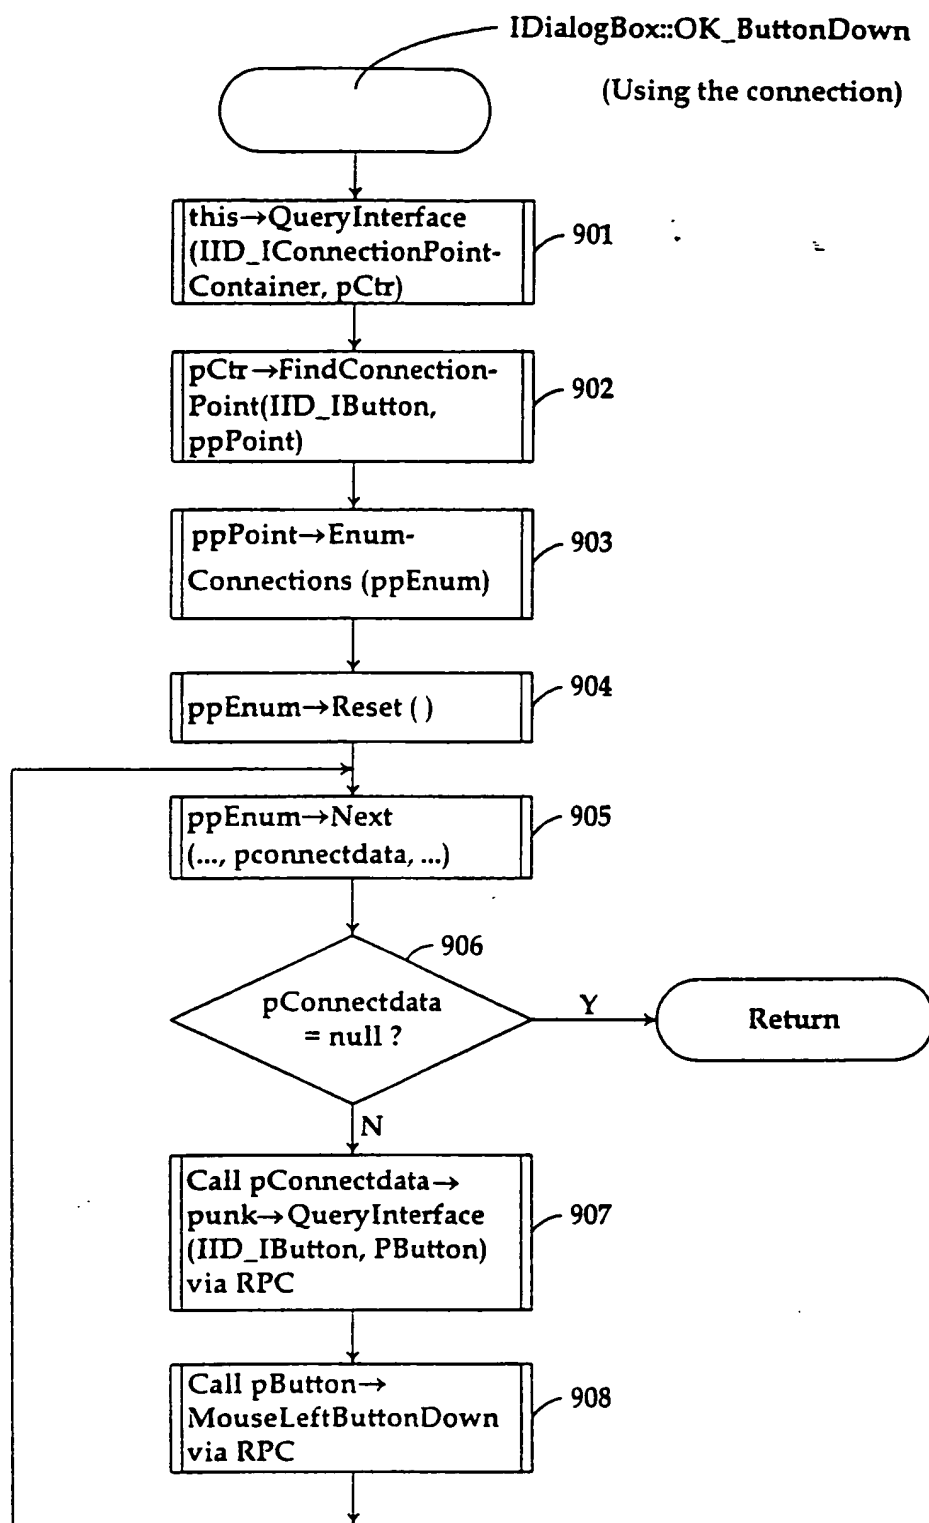 IDialogBox::OK_ButtonDown
(Using the connection)
this→QueryInterface
(IID_IConnectionPoint-
Container, pCtr)
901
pCtr→FindConnection-
Point(IID_IButton,
ppPoint)
902
ppPoint→Enum-
Connections (ppEnum)
903
ppEnum→Reset ( )
904
ppEnum→Next
(..., pconnectdata, ...)
905
906
pConnectdata
= null ?
Y
Return
N
Call pConnectdata→
punk→QueryInterface
(IID_IButton, PButton)
via RPC
907
Call pButton→
MouseLeftButtonDown
via RPC
908